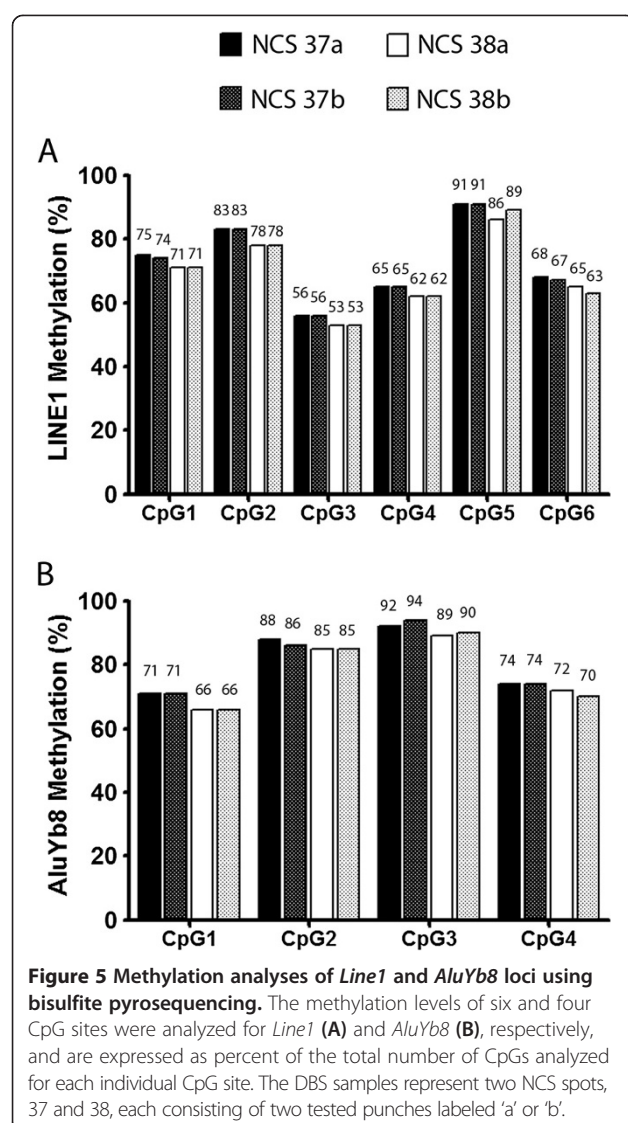 NCS 37a NCS 38a
NCS 37b NCS 38b
A
LINE1 Methylation (%)
100
80
60
40
20
0
75 74 71 71
83 83 78 78
56 56 53 53
65 65 62 62
91 91 86 89
68 67 65 63
CpG1 CpG2 CpG3 CpG4 CpG5 CpG6
B
AluYb8 Methylation (%)
100
80
60
40
20
0
71 71 66 66
88 86 85 85
92 94 89 90
74 74 72 70
CpG1 CpG2 CpG3 CpG4
Figure 5 Methylation analyses of Line1 and AluYb8 loci using
bisulfite pyrosequencing. The methylation levels of six and four
CpG sites were analyzed for Line1 (A) and AluYb8 (B), respectively,
and are expressed as percent of the total number of CpGs analyzed
for each individual CpG site. The DBS samples represent two NCS spots,
37 and 38, each consisting of two tested punches labeled ‘a’ or ‘b’.